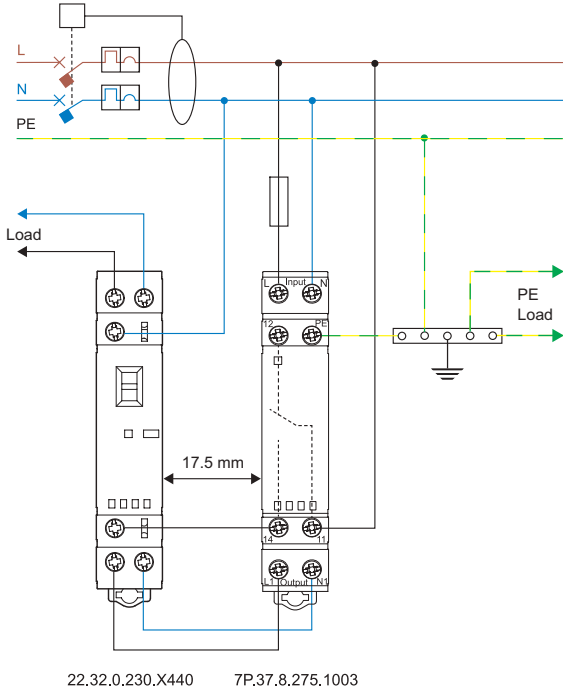 L
N
PE
L Input N
12 PE
Load
PE
Load
17.5 mm
14 11
L1 Output N1
22.32.0.230.X440 7P.37.8.275.1003